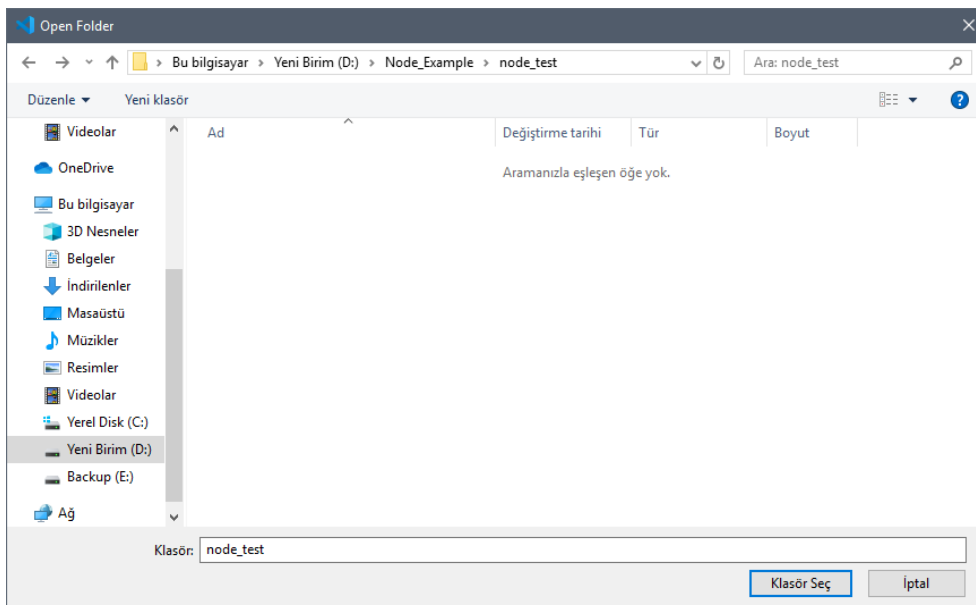 Open Folder
Bu bilgisayar > Yeni Birim (D:) > Node_Example > node_test
Ara: node_test
Düzenle
Yeni klasör
Ad
Değiştirme tarihi
Tür
Boyut
Aramanızla eşleşen öğe yok.
Videolar
OneDrive
Bu bilgisayar
3D Nesneler
Belgeler
İndirilenler
Masaüstü
Müzikler
Resimler
Videolar
Yerel Disk (C:)
Yeni Birim (D:)
Backup (E:)
Ağ
Klasör: node_test
Klasör Seç
İptal